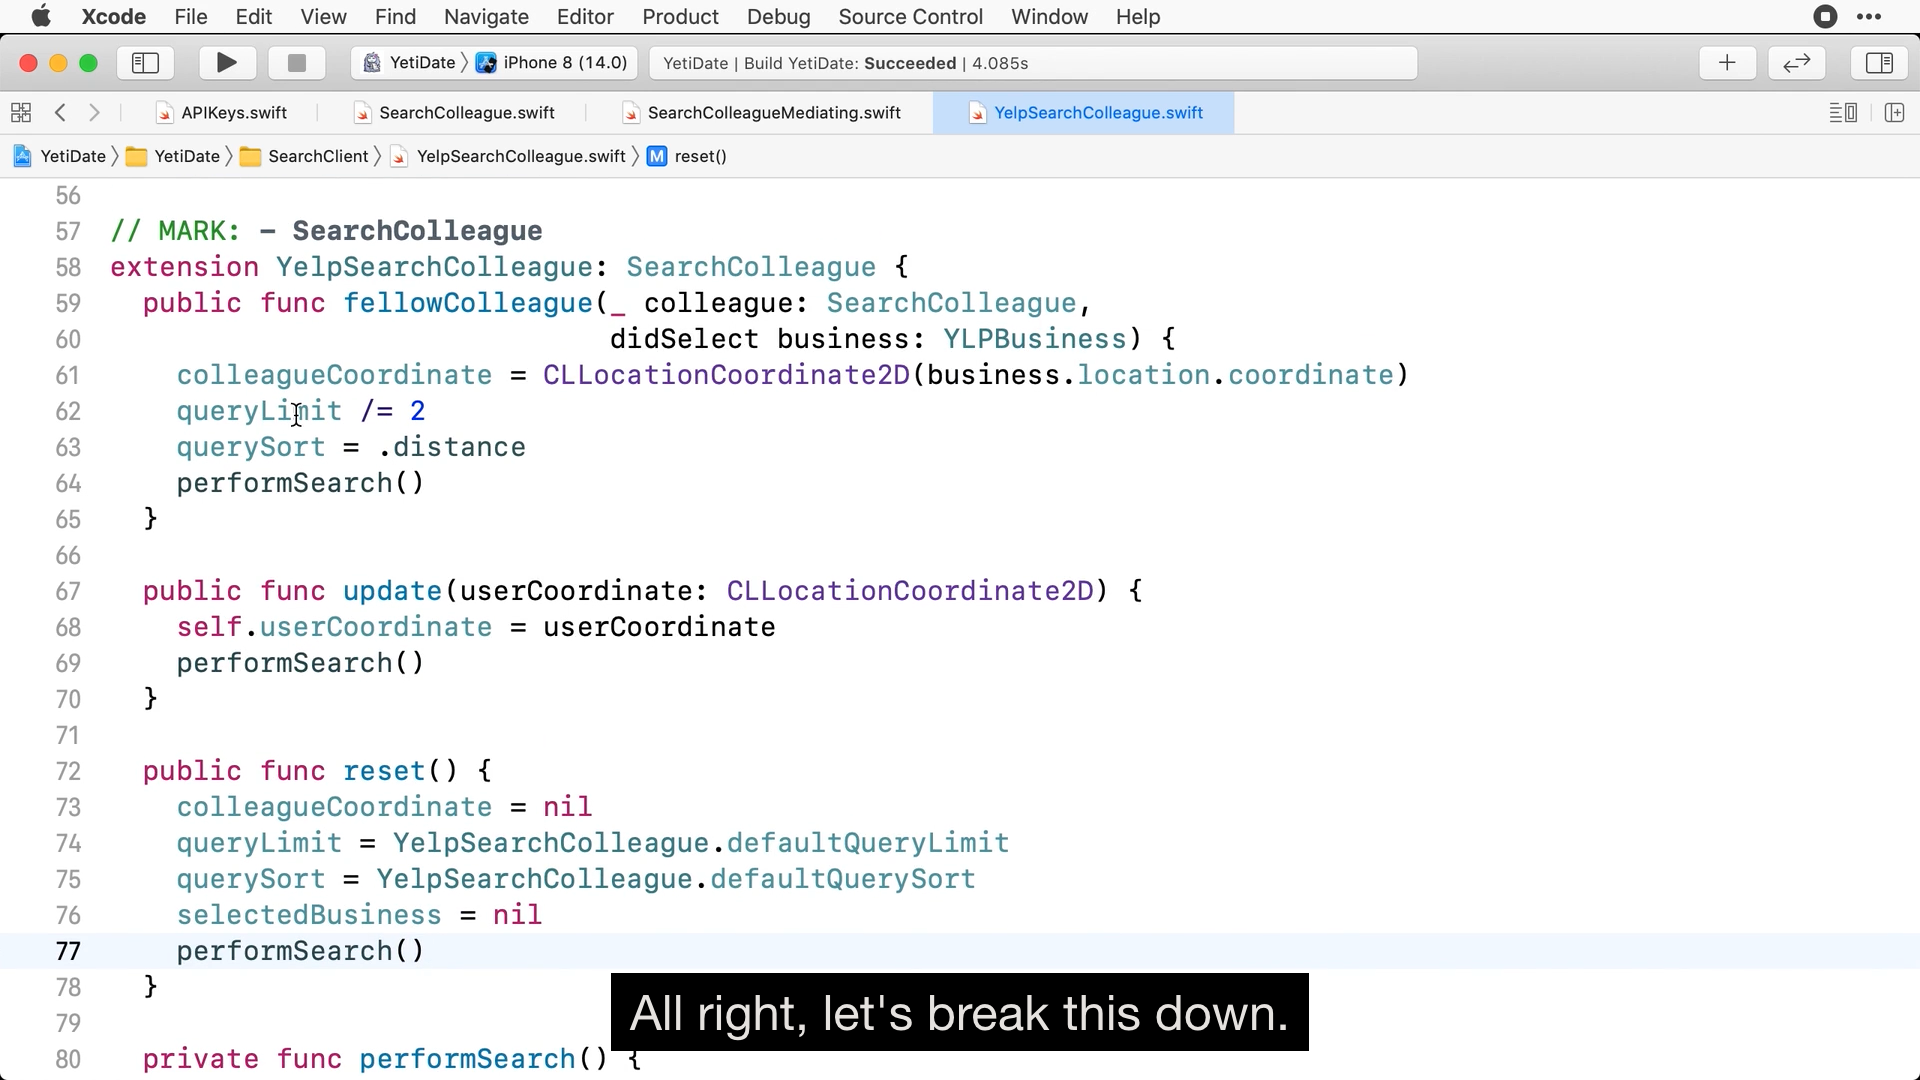 Xcode File Edit View Find Navigate Editor Product Debug Source Control Window Help
YetiDate 〉 iPhone 8 (14.0) YetiDate | Build YetiDate: Succeeded | 4.085s
APIKeys.swift SearchColleague.swift SearchColleagueMediating.swift YelpSearchColleague.swift
YetiDate 〉 YetiDate 〉 SearchClient 〉 YelpSearchColleague.swift 〉 M reset()
56
57 // MARK: - SearchColleague
58 extension YelpSearchColleague: SearchColleague {
59 public func fellowColleague(_ colleague: SearchColleague,
60 didSelect business: YLPBusiness) {
61 colleagueCoordinate = CLLocationCoordinate2D(business.location.coordinate)
62 queryLimit /= 2
63 querySort = .distance
64 performSearch()
65 }
66
67 public func update(userCoordinate: CLLocationCoordinate2D) {
68 self.userCoordinate = userCoordinate
69 performSearch()
70 }
71
72 public func reset() {
73 colleagueCoordinate = nil
74 queryLimit = YelpSearchColleague.defaultQueryLimit
75 querySort = YelpSearchColleague.defaultQuerySort
76 selectedBusiness = nil
77 performSearch()
78 }
79
80 private func performSearch() {
All right, let's break this down.